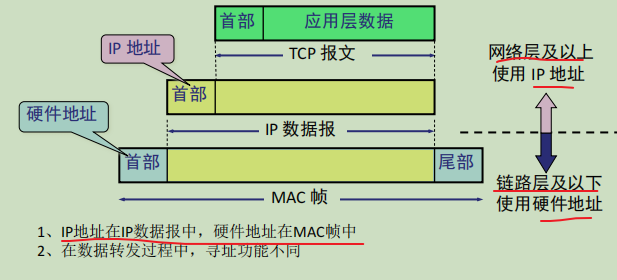 首部
应用层数据
TCP 报文
IP 地址
网络层及以上
使用 IP 地址
首部
IP 数据报
硬件地址
首部
尾部
MAC 帧
链路层及以下
使用硬件地址
1、IP地址在IP数据报中，硬件地址在MAC帧中
2、在数据转发过程中，寻址功能不同